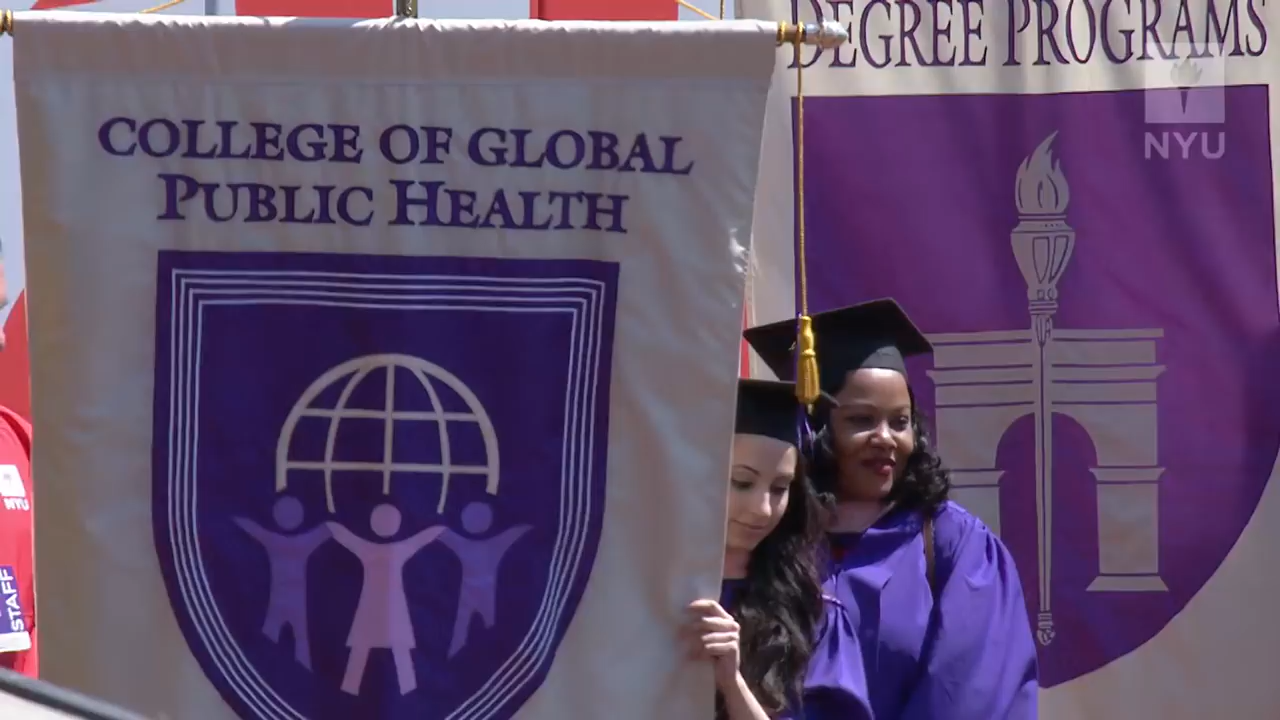 COLLEGE OF GLOBAL
PUBLIC HEALTH
DEGREE PROGRAMS
NYU
NYU
STAFF